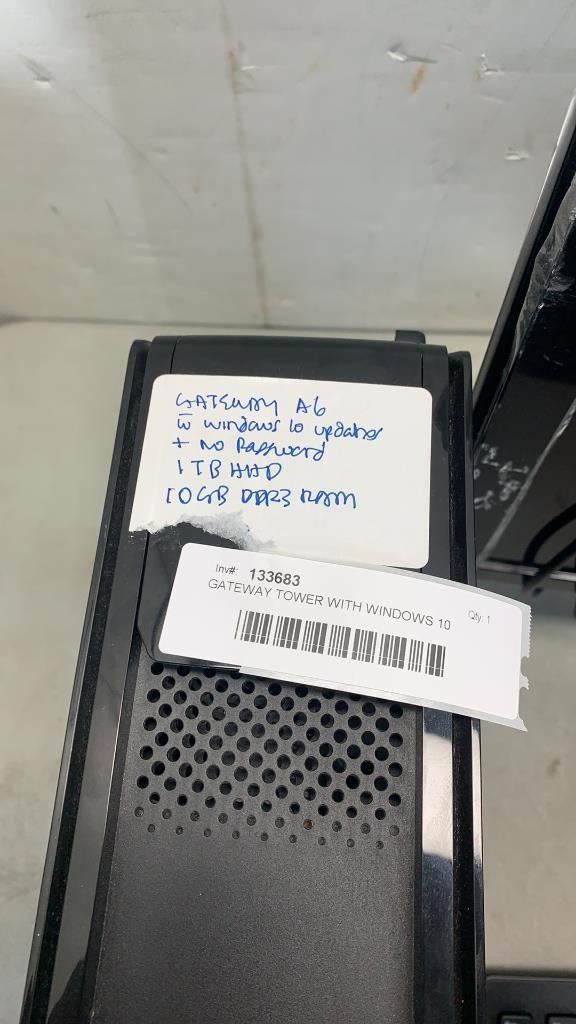 GATEWAY A6
w̅ windows 10 updated
+ No Password
1TB HHD
10GB DDR3 RAM
Inv#: 133683
GATEWAY TOWER WITH WINDOWS 10
Qty: 1